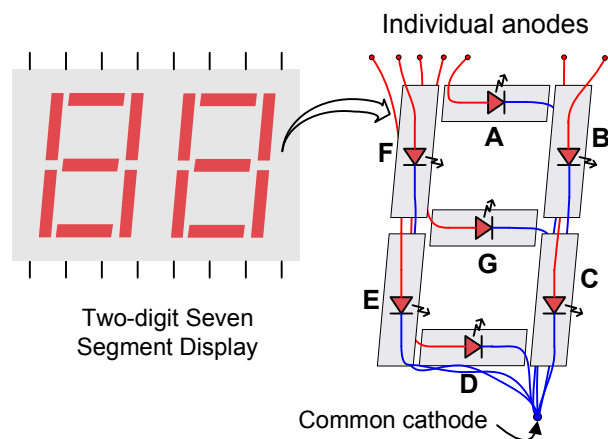 Individual anodes
A
B
F
G
E
C
D
Two-digit Seven
Segment Display
Common cathode